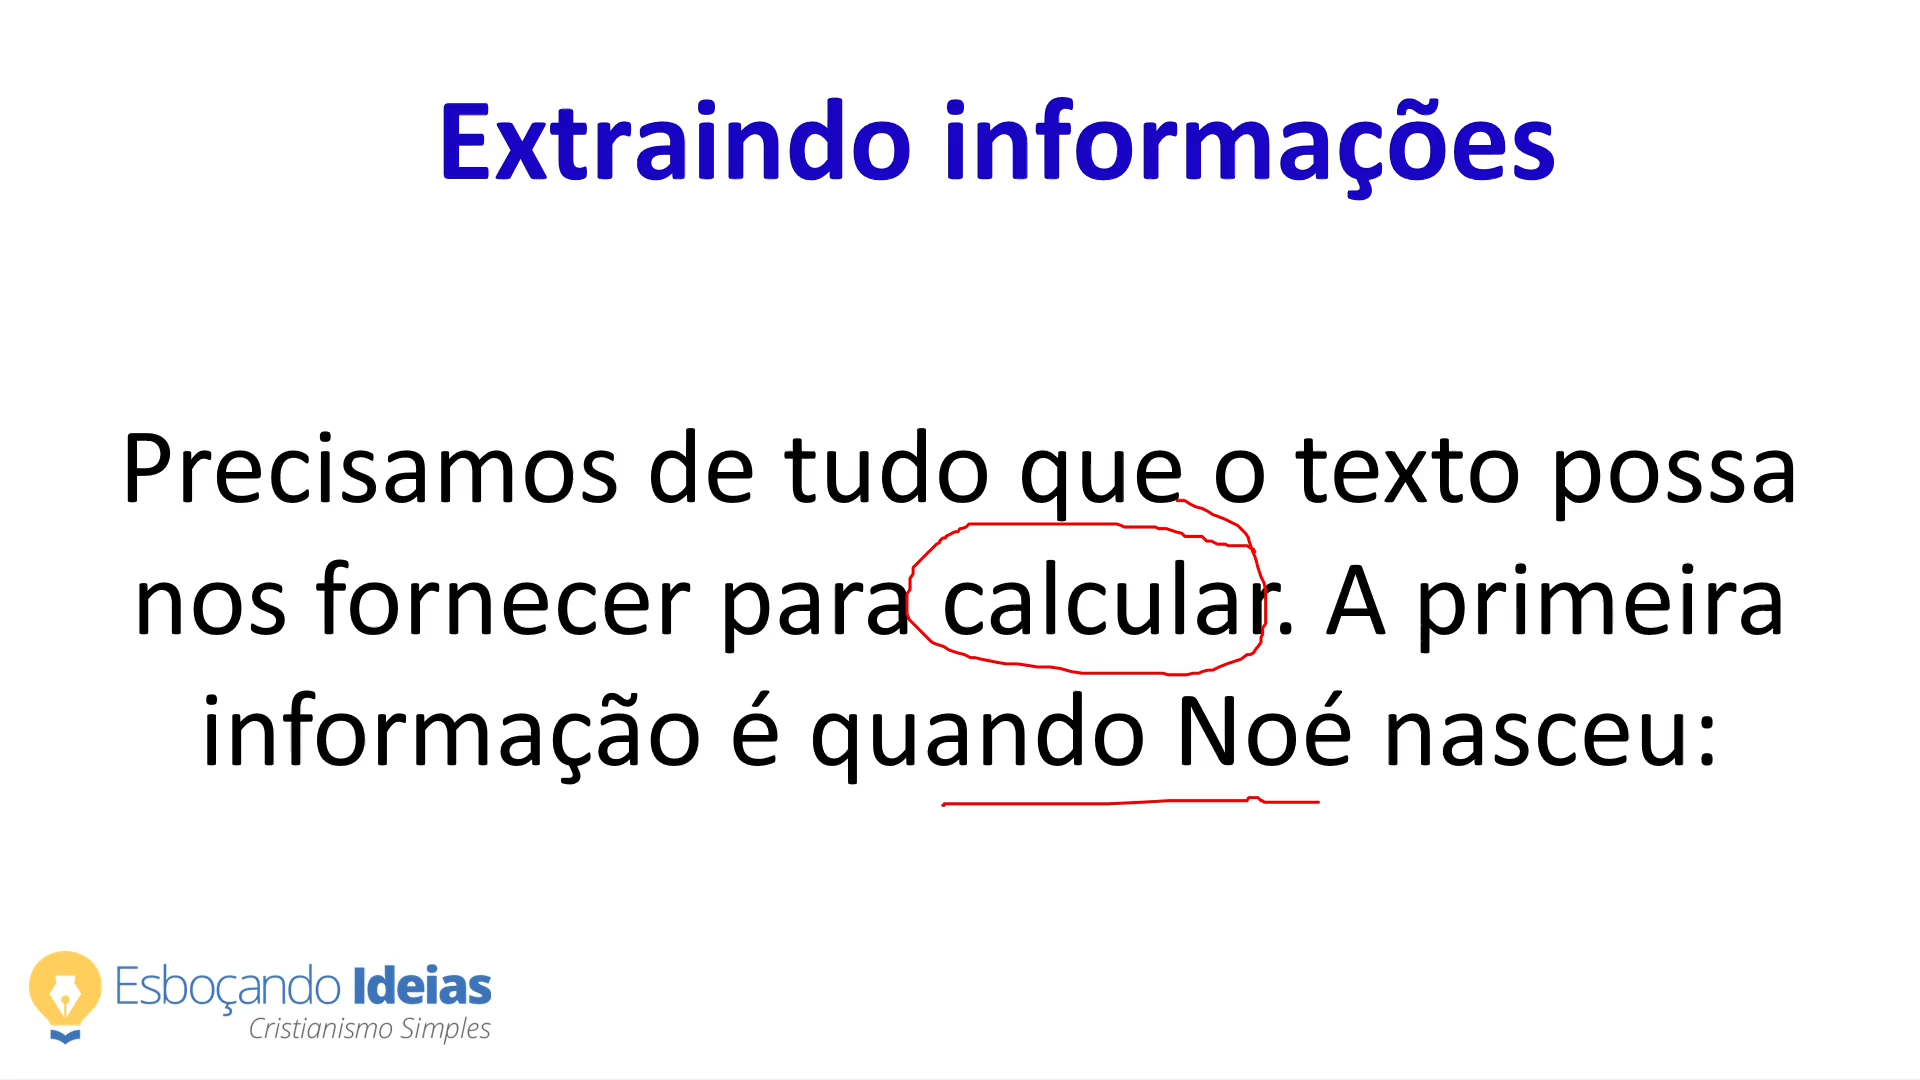 Extraindo informações
Precisamos de tudo que o texto possa
nos fornecer para calcular. A primeira
informação é quando Noé nasceu:
Esboçando Ideias
Cristianismo Simples